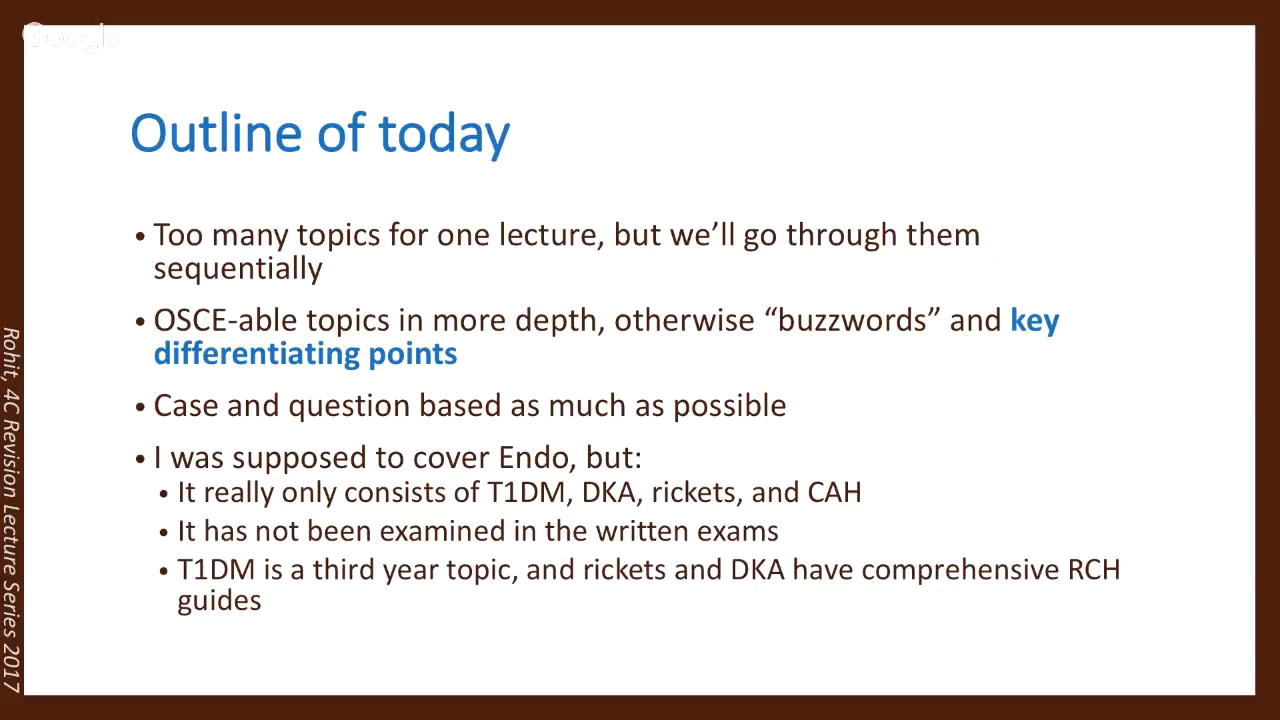 Google
Outline of today
• Too many topics for one lecture, but we’ll go through them
sequentially
• OSCE-able topics in more depth, otherwise “buzzwords” and key
differentiating points
• Case and question based as much as possible
• I was supposed to cover Endo, but:
• It really only consists of T1DM, DKA, rickets, and CAH
• It has not been examined in the written exams
• T1DM is a third year topic, and rickets and DKA have comprehensive RCH
guides
Rohit, 4C Revision Lecture Series 2017